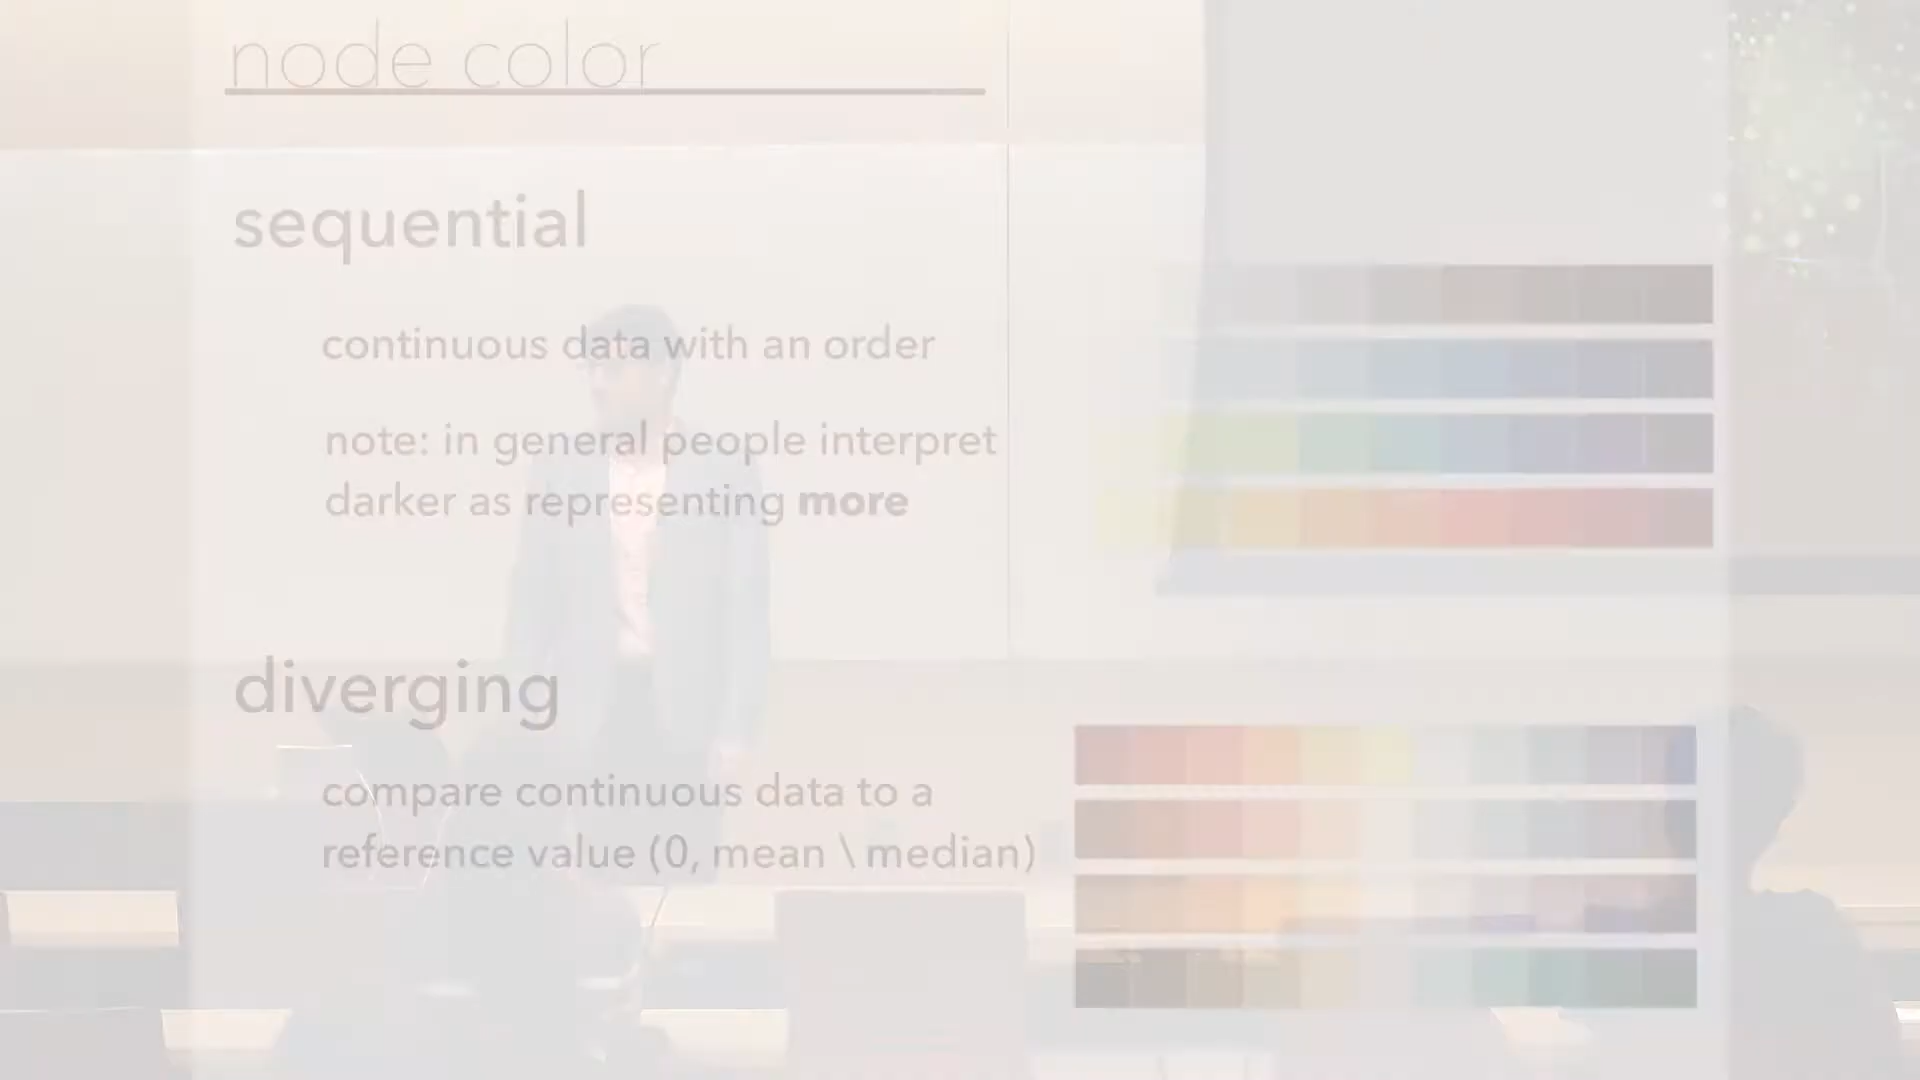 node color
sequential
continuous data with an order
note: in general people interpret
darker as representing more
diverging
compare continuous data to a
reference value (0, mean \ median)